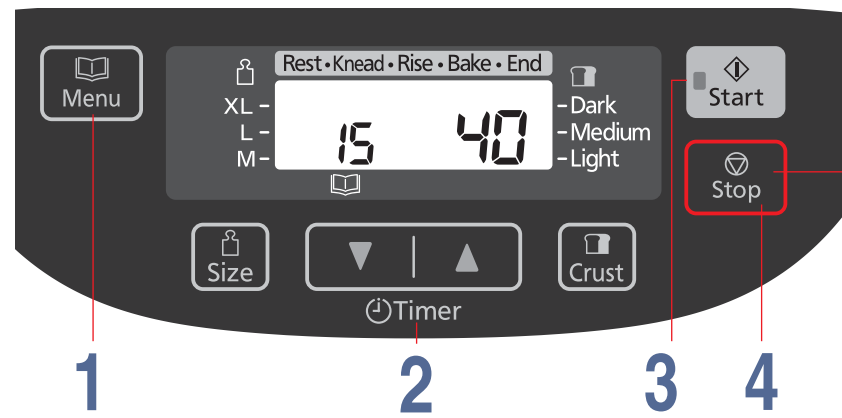 Menu
Rest • Knead • Rise • Bake • End
XL –
L –
M –
15 40
– Dark
– Medium
– Light
Start
Stop
Size
Crust
Timer
1
2
3
4